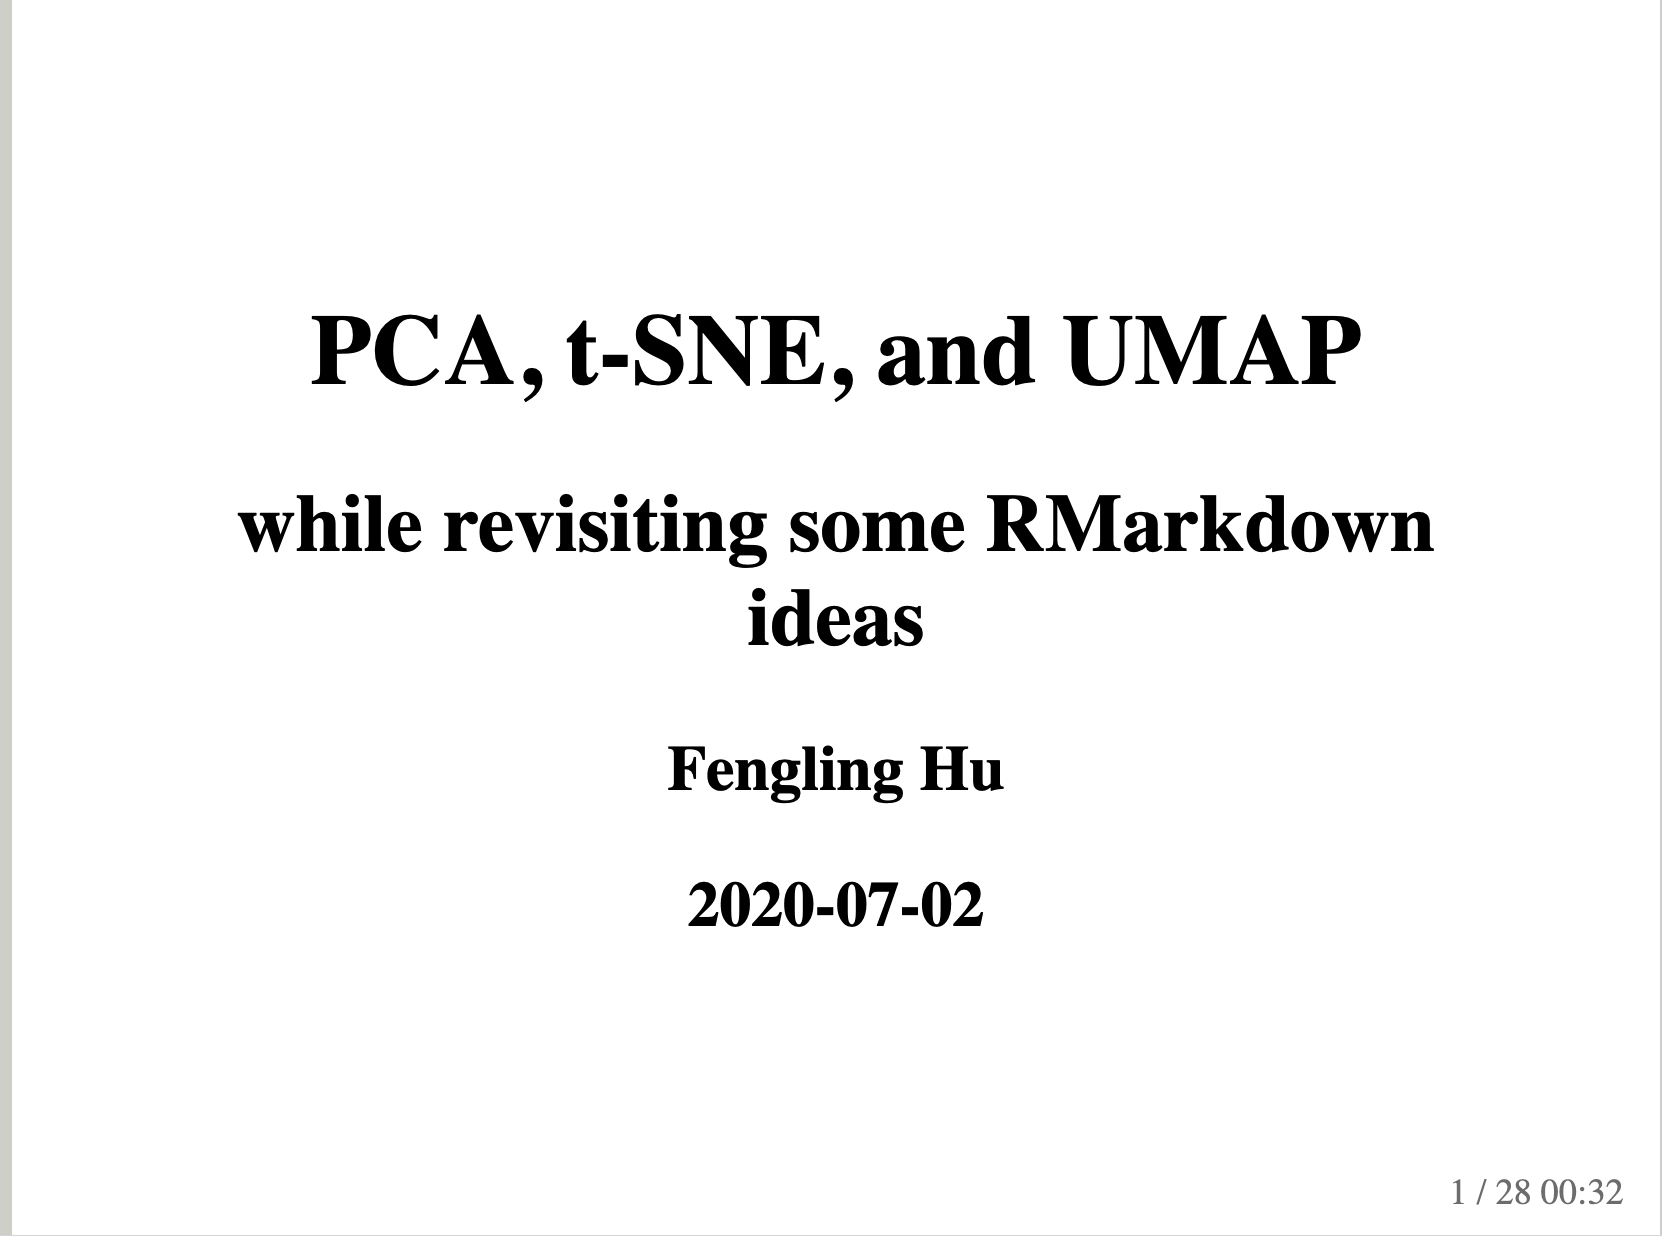 PCA, t-SNE, and UMAP
while revisiting some RMarkdown
ideas
Fengling Hu
2020-07-02
1 / 28 00:32